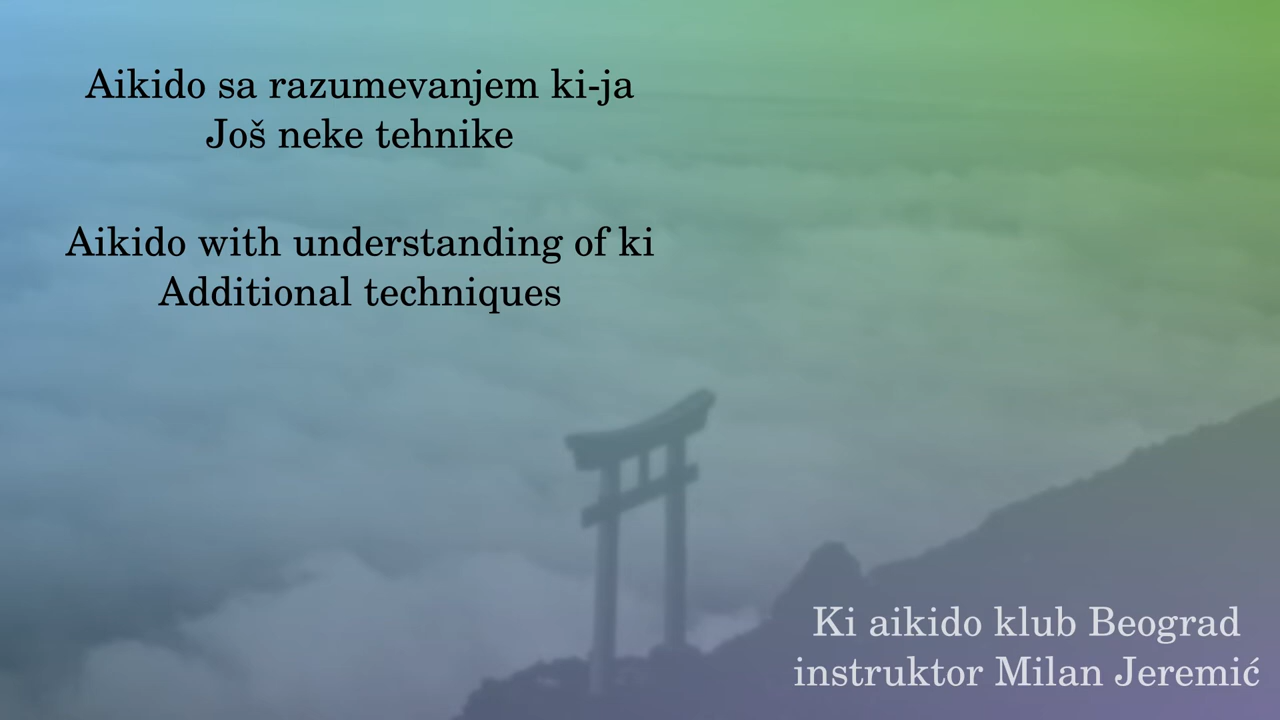 Aikido sa razumevanjem ki-ja
Još neke tehnike
Aikido with understanding of ki
Additional techniques
Ki aikido klub Beograd
instruktor Milan Jeremić